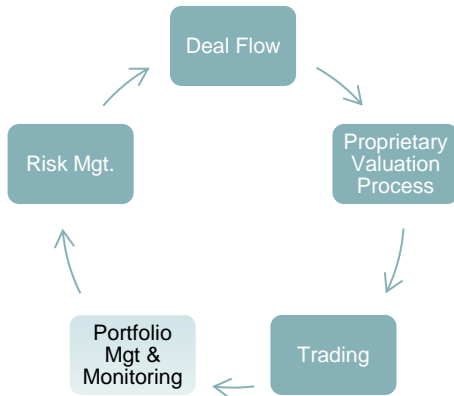 Deal Flow
Proprietary
Valuation
Process
Trading
Portfolio
Mgt &
Monitoring
Risk Mgt.